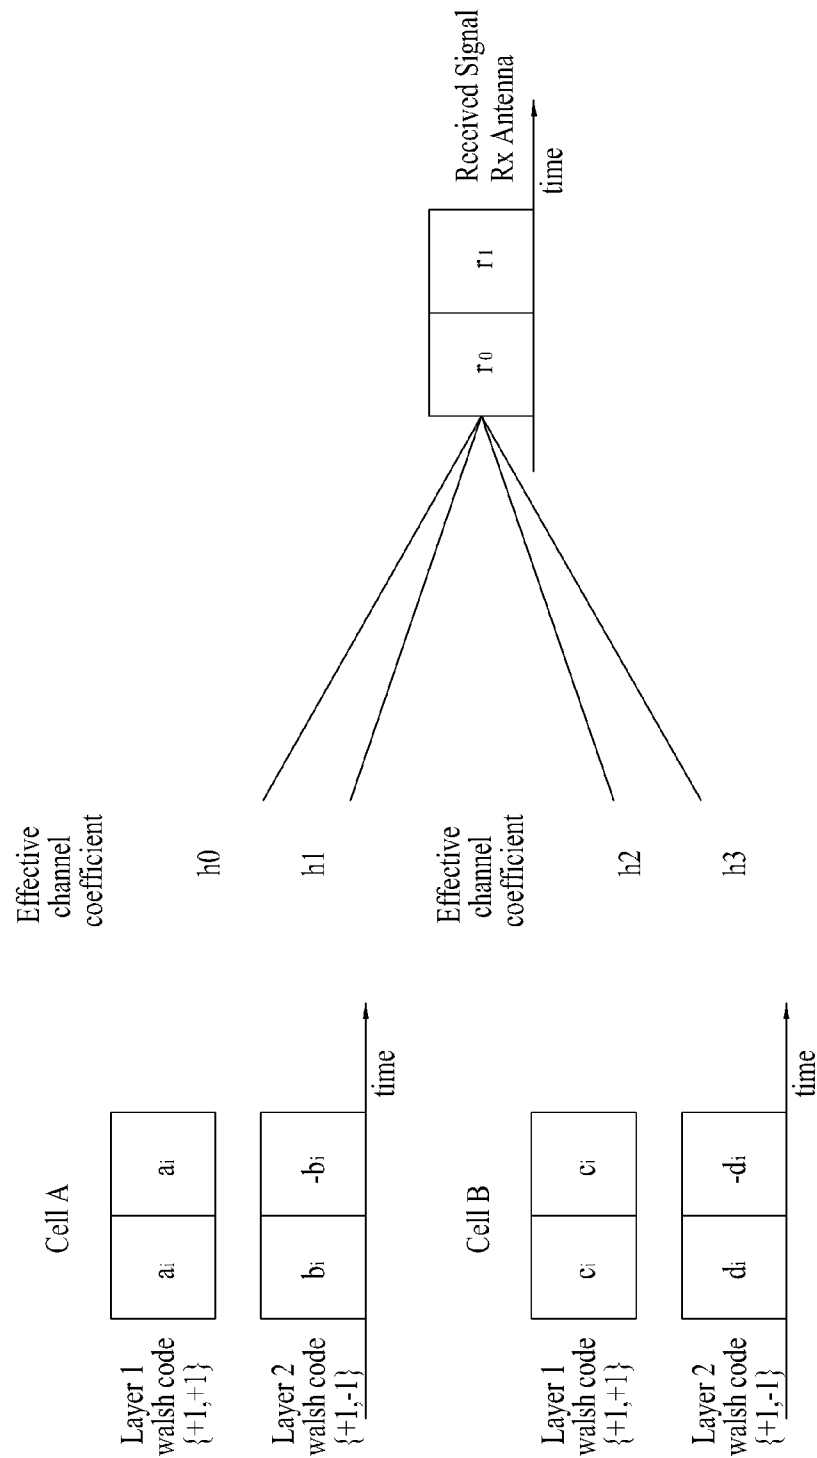 Cell A
Layer 1
walsh code
{+1,+1}
ai
ai
Layer 2
walsh code
{+1,-1}
bi
-bi
time
Effective
channel
coefficient
h0
h1
Cell B
Layer 1
walsh code
{+1,+1}
ci
ci
Layer 2
walsh code
{+1,-1}
di
-di
time
Effective
channel
coefficient
h2
h3
r0
r1
Received Signal
Rx Antenna
time